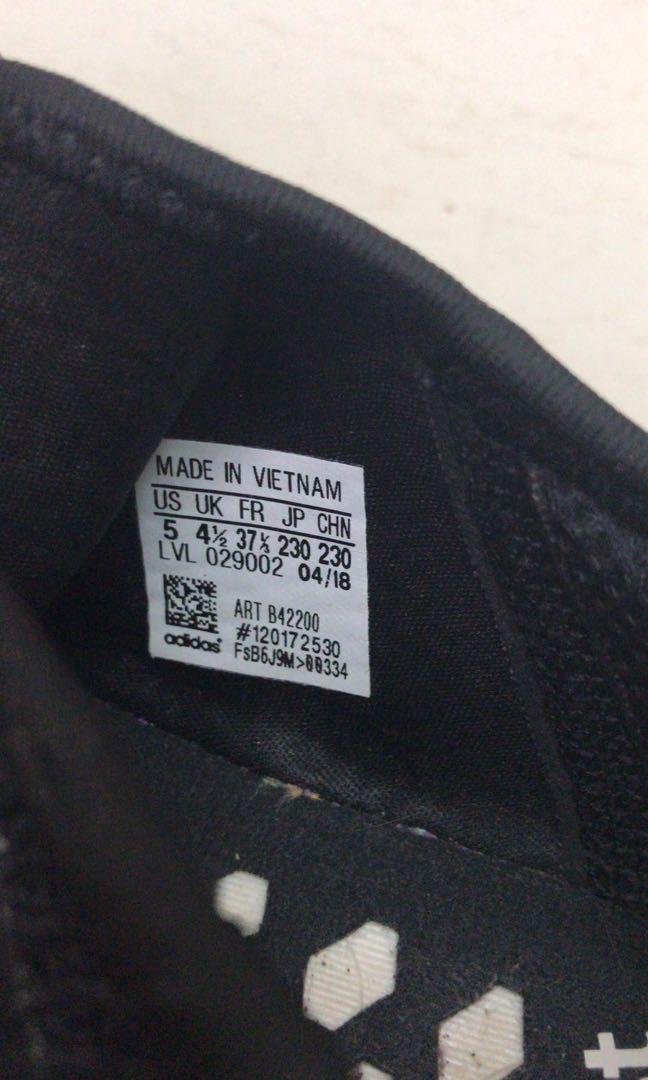 MADE IN VIETNAM
US UK FR JP CHN
5 4½ 37⅓ 230 230
LVL 029002 04/18
ART B42200
#120172530
adidas FsB6J9M>00334